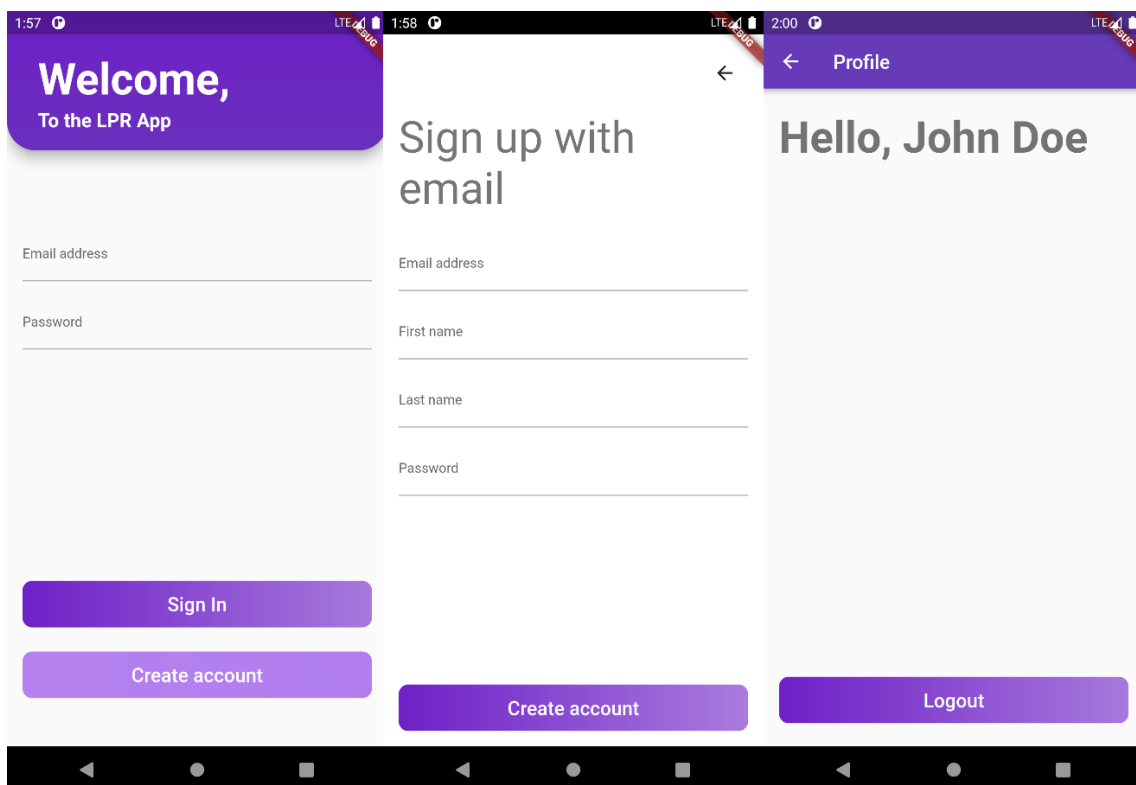 1:57 LTE DEBUG
Welcome,
To the LPR App
Email address
Password
Sign In
Create account
1:58 LTE DEBUG
Sign up with
email
Email address
First name
Last name
Password
Create account
2:00 LTE DEBUG
Profile
Hello, John Doe
Logout